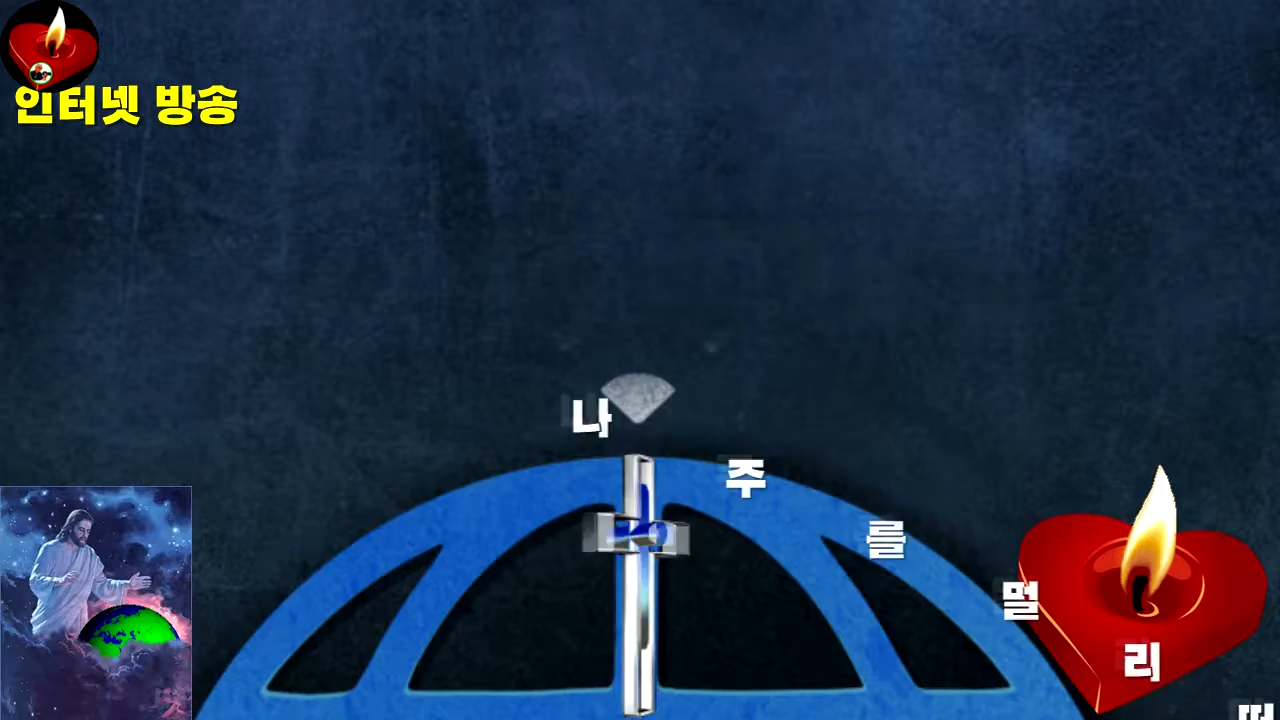 인터넷 방송
나 주 를 멀 리